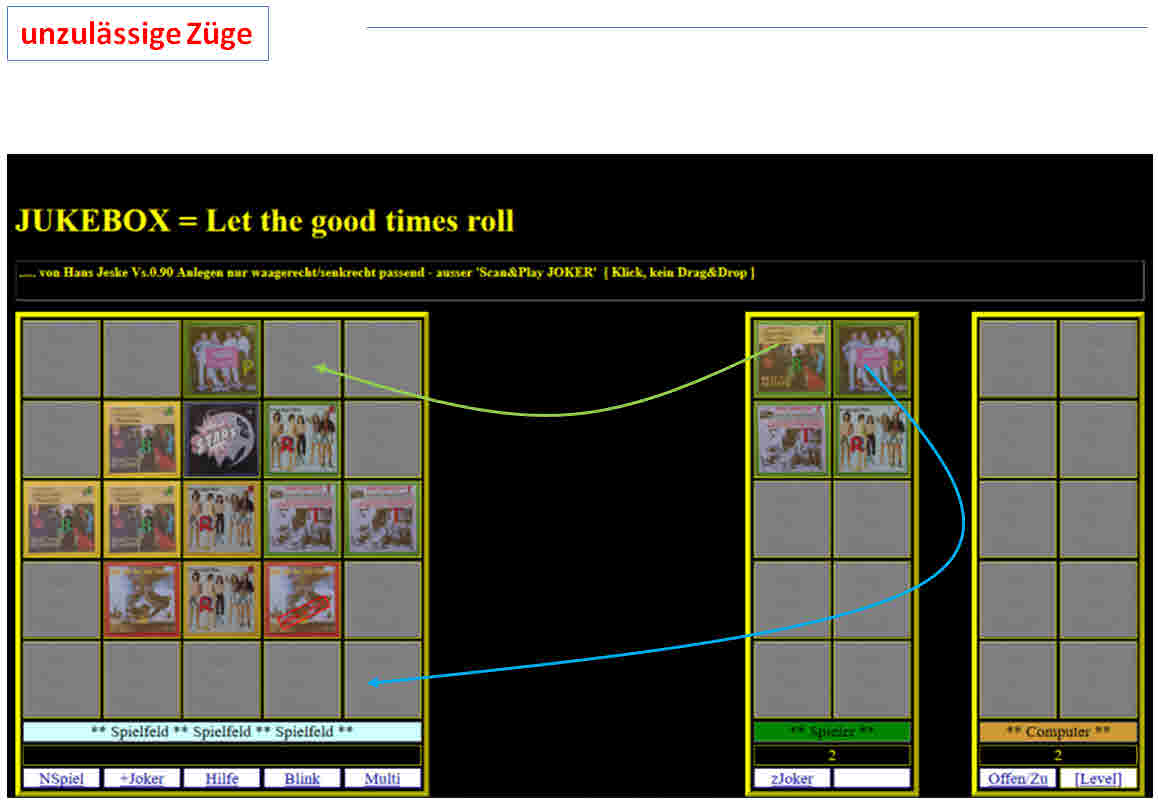 unzulässige Züge
JUKEBOX = Let the good times roll
..... von Hans Jeske Vs.0.90 Anlegen nur waagerecht/senkrecht passend - ausser 'Scan&Play JOKER' { Klick, kein Drag&Drop }
** Spielfeld ** Spielfeld ** Spielfeld **
** Spieler **
** Computer **
2
2
NSpiel +Joker Hilfe Blink Multi
zJoker
Offen/Zu [Level]